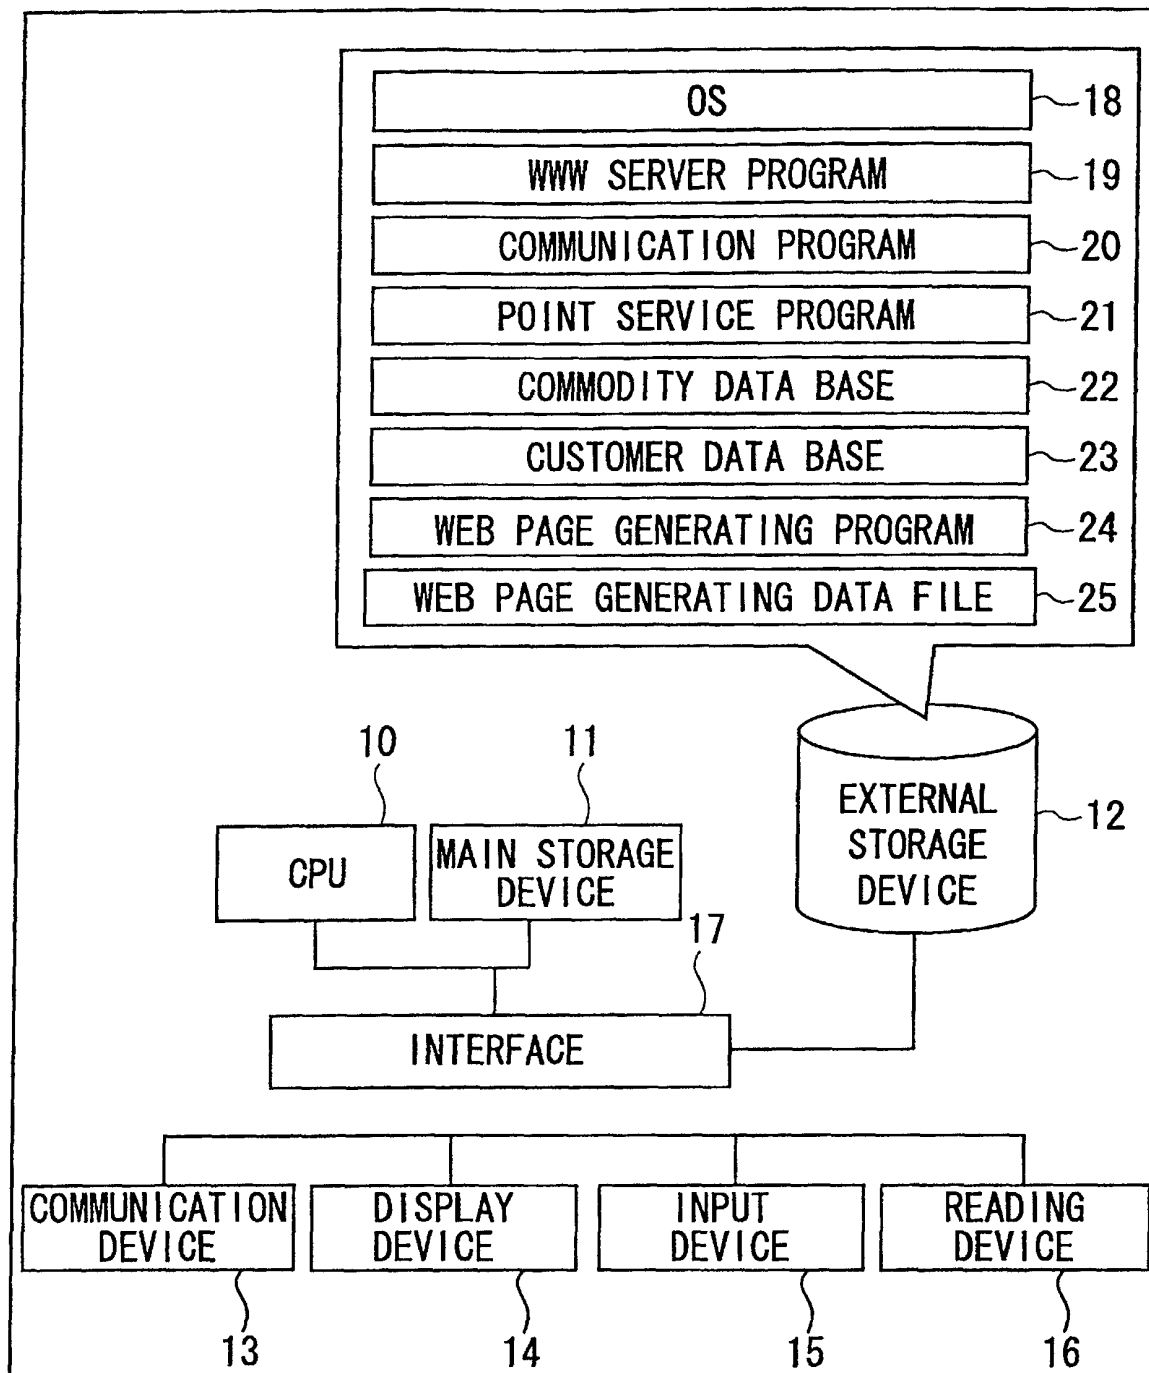 OS
18
WWW SERVER PROGRAM
19
COMMUNICATION PROGRAM
20
POINT SERVICE PROGRAM
21
COMMODITY DATA BASE
22
CUSTOMER DATA BASE
23
WEB PAGE GENERATING PROGRAM
24
WEB PAGE GENERATING DATA FILE
25
10
11
CPU
MAIN STORAGE
DEVICE
EXTERNAL
STORAGE
DEVICE
12
17
INTERFACE
COMMUNICATION
DEVICE
DISPLAY
DEVICE
INPUT
DEVICE
READING
DEVICE
13
14
15
16